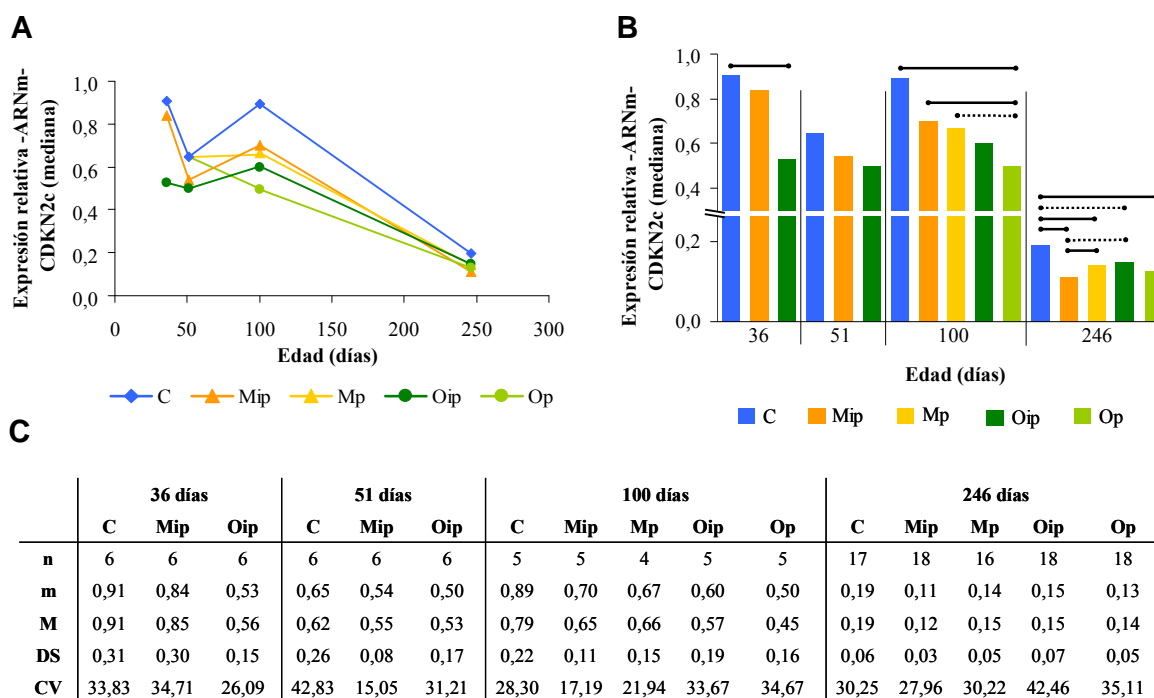 A
Expresión relativa -ARNm-
CDKN2c (mediana)
1,0
0,8
0,6
0,4
0,2
0,0
0 50 100 150 200 250 300
Edad (días)
C Mip Mp Oip Op
B
Expresión relativa -ARNm-
CDKN2c (mediana)
1,0
0,8
0,6
0,4
0,2
0,0
36 51 100 246
Edad (días)
C Mip Mp Oip Op
C
36 días 51 días 100 días 246 días
C Mip Oip C Mip Oip C Mip Mp Oip Op C Mip Mp Oip Op
n 6 6 6 6 6 6 5 5 4 5 5 17 18 16 18 18
m 0,91 0,84 0,53 0,65 0,54 0,50 0,89 0,70 0,67 0,60 0,50 0,19 0,11 0,14 0,15 0,13
M 0,91 0,85 0,56 0,62 0,55 0,53 0,79 0,65 0,66 0,57 0,45 0,19 0,12 0,15 0,15 0,14
DS 0,31 0,30 0,15 0,26 0,08 0,17 0,22 0,11 0,15 0,19 0,16 0,06 0,03 0,05 0,07 0,05
CV 33,83 34,71 26,09 42,83 15,05 31,21 28,30 17,19 21,94 33,67 34,67 30,25 27,96 30,22 42,46 35,11